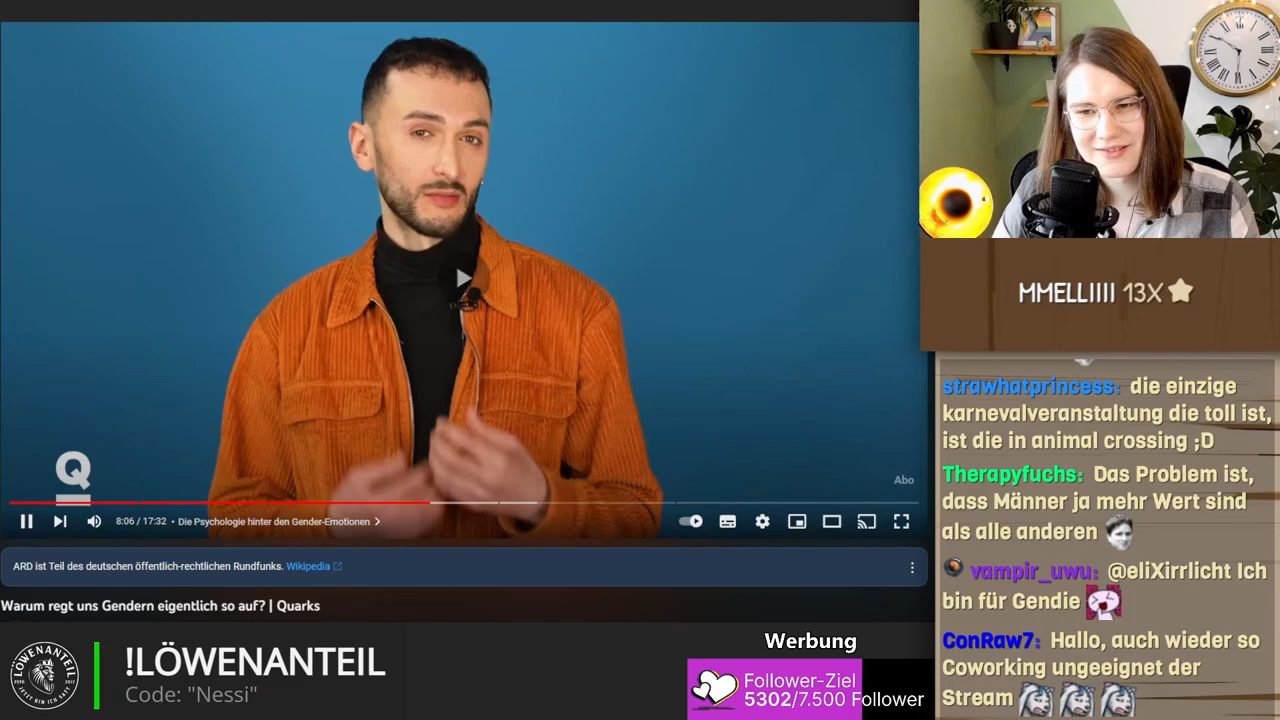 MMELLIIII 13X
strawhatprincess: die einzige
karnevalveranstaltung die toll ist,
ist die in animal crossing ;D
Therapyfuchs: Das Problem ist,
dass Männer ja mehr Wert sind
als alle anderen
vampir_uwu: @eliXirrlicht Ich
bin für Gendie
ConRaw7: Hallo, auch wieder so
Coworking ungeeignet der
Stream
Q
Abo
8:06 / 17:32 • Die Psychologie hinter den Gender-Emotionen
ARD ist Teil des deutschen öffentlich-rechtlichen Rundfunks. Wikipedia
Warum regt uns Gendern eigentlich so auf? | Quarks
LÖWENANTEIL
!LÖWENANTEIL
Code: "Nessi"
Werbung
Follower-Ziel
5302/7.500 Follower